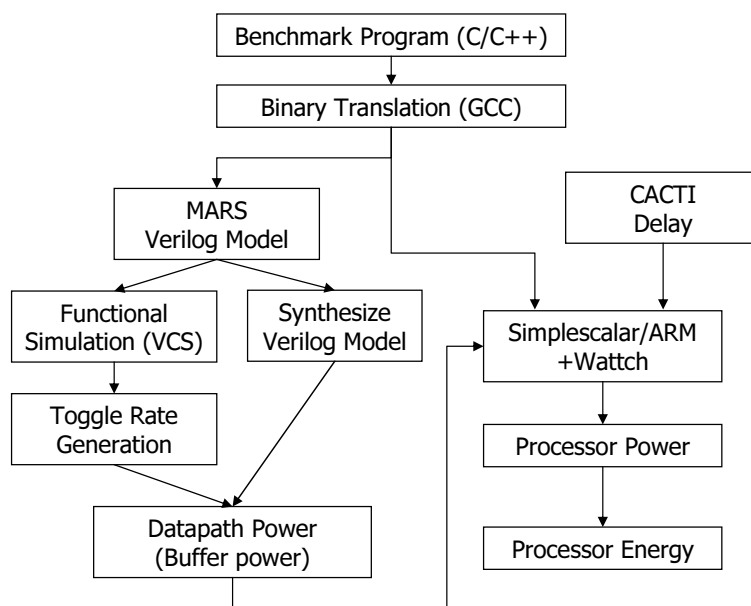 Benchmark Program (C/C++)
Binary Translation (GCC)
MARS
Verilog Model
CACTI
Delay
Functional
Simulation (VCS)
Synthesize
Verilog Model
Simplescalar/ARM
+Wattch
Toggle Rate
Generation
Processor Power
Datapath Power
(Buffer power)
Processor Energy